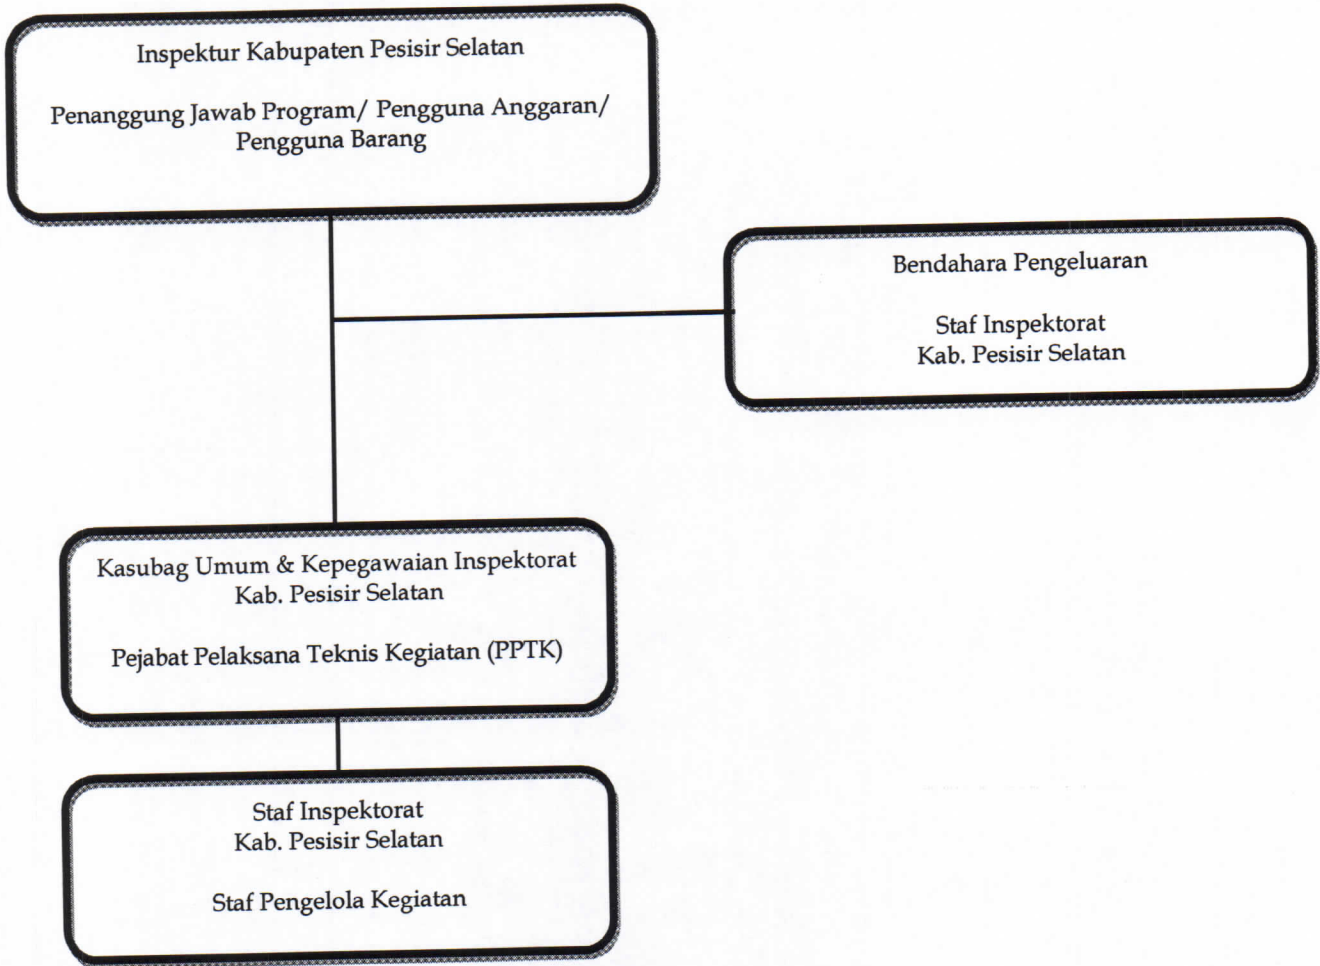 Inspektur Kabupaten Pesisir Selatan
Penanggung Jawab Program/ Pengguna Anggaran/
Pengguna Barang
Bendahara Pengeluaran
Staf Inspektorat
Kab. Pesisir Selatan
Kasubag Umum & Kepegawaian Inspektorat
Kab. Pesisir Selatan
Pejabat Pelaksana Teknis Kegiatan (PPTK)
Staf Inspektorat
Kab. Pesisir Selatan
Staf Pengelola Kegiatan